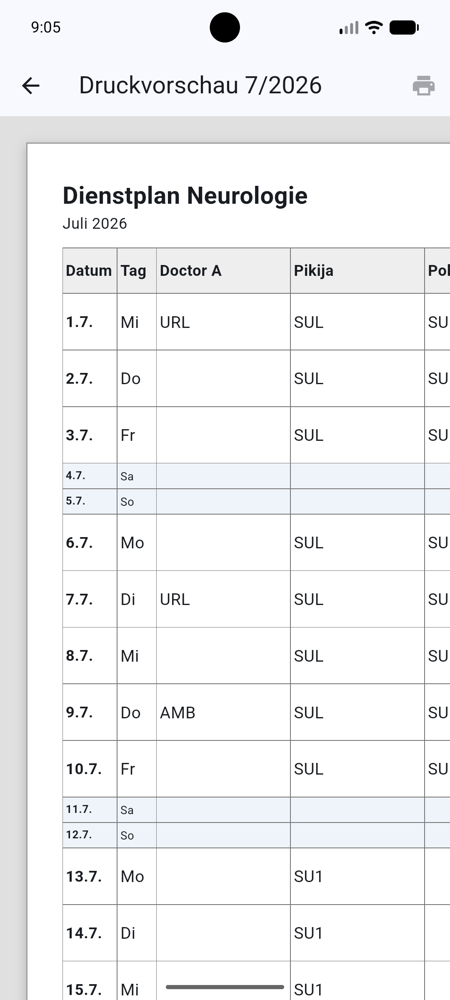 9:05
Druckvorschau 7/2026
Dienstplan Neurologie
Juli 2026
Datum Tag Doctor A Pikija Pol
1.7. Mi URL SUL SU
2.7. Do SUL SU
3.7. Fr SUL SU
4.7. Sa
5.7. So
6.7. Mo SUL SU
7.7. Di URL SUL SU
8.7. Mi SUL SU
9.7. Do AMB SUL SU
10.7. Fr SUL SU
11.7. Sa
12.7. So
13.7. Mo SU1
14.7. Di SU1
15.7. Mi SU1